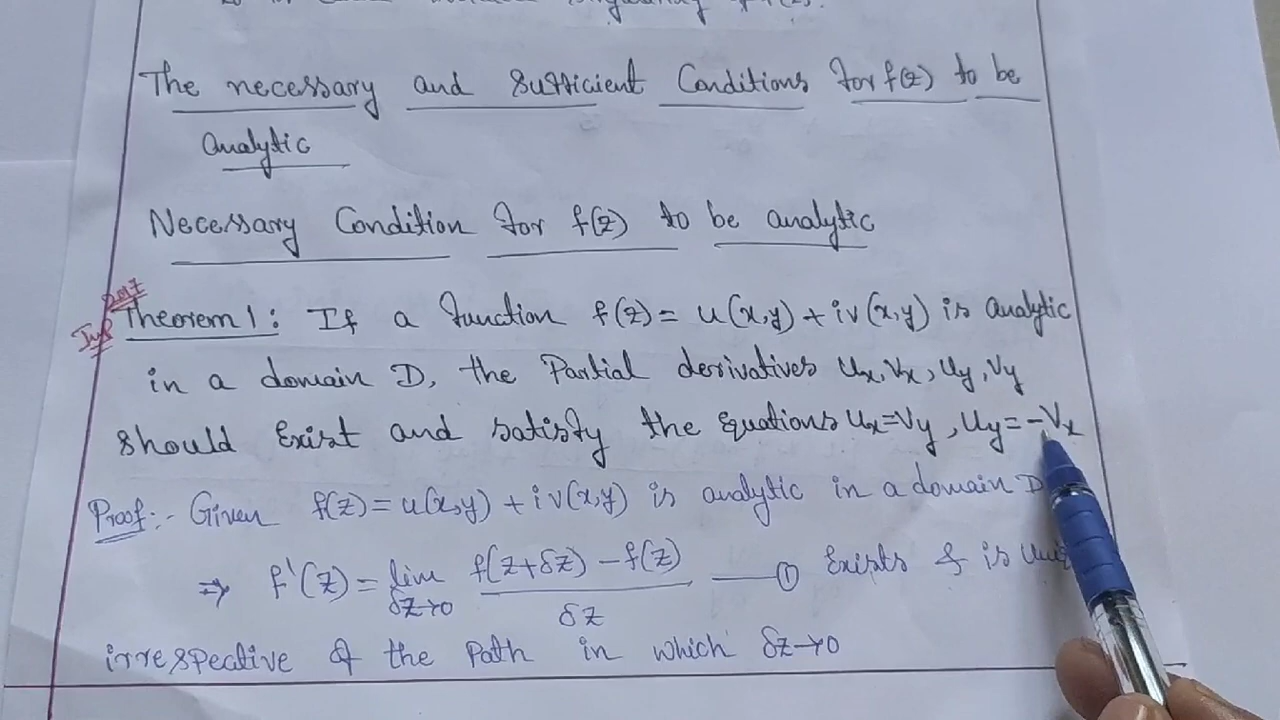 The necessary and Sufficient Conditions for f(z) to be
analytic
Necessary Condition for f(z) to be analytic
2017
Theorem 1: If a function f(z) = u(x,y) + iv(x,y) is analytic
in a domain D, the Partial derivatives ux, vx, uy, vy
should exist and satisfy the equations ux=vy, uy=-vx
Proof:- Given f(z) = u(x,y) + iv(x,y) is analytic in a domain D
⇒ f'(z) = lim δz→0 f(z+δz) - f(z) / δz —① exists & is
irrespective of the path in which δz→0